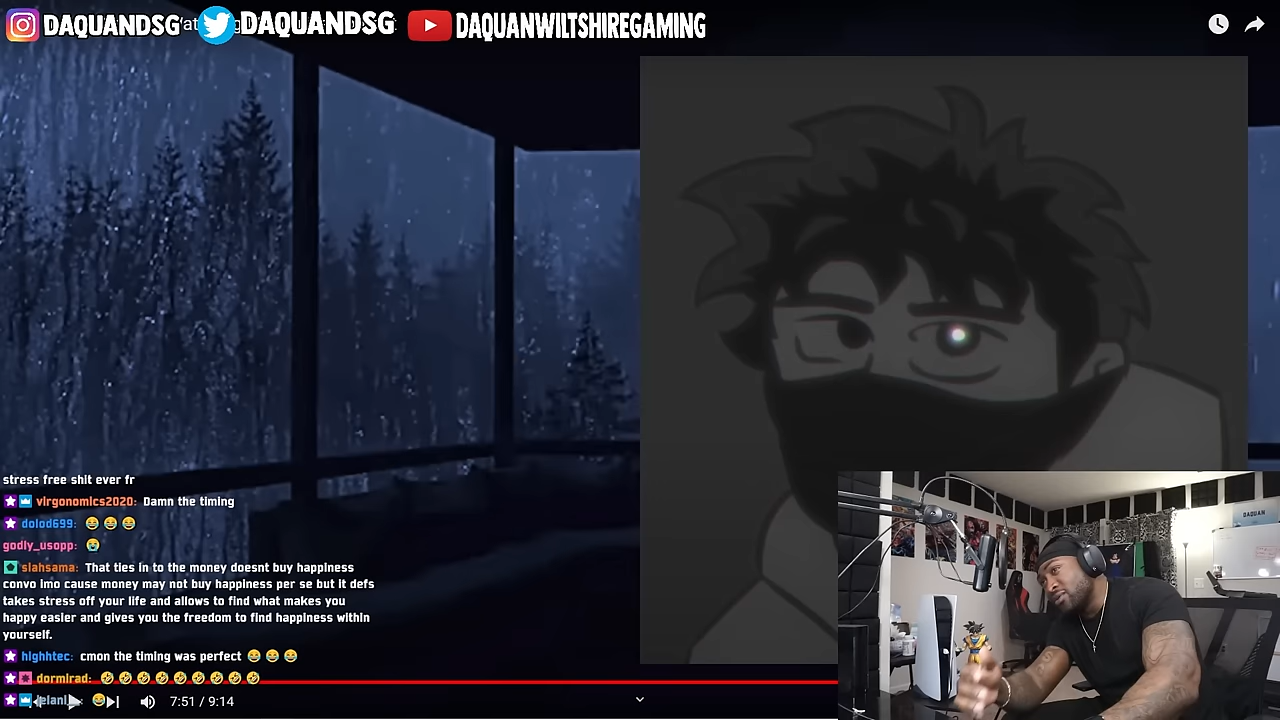 DAQUANDSG
DAQUANDSG
DAQUANWILTSHIREGAMING
stress free shit ever fr
virgonomics2020: Damn the timing
dolod699: 😂 😂 😂
godly_usopp: 😭
slahsama: That ties in to the money doesnt buy happiness
convo imo cause money may not buy happiness per se but it defs
takes stress off your life and allows to find what makes you
happy easier and gives you the freedom to find happiness within
yourself.
highhtec: cmon the timing was perfect 😂 😂 😂
dormirad: 🤣 🤣 🤣 🤣 🤣 🤣 🤣 🤣 🤣
7:51 / 9:14
DAQUAN